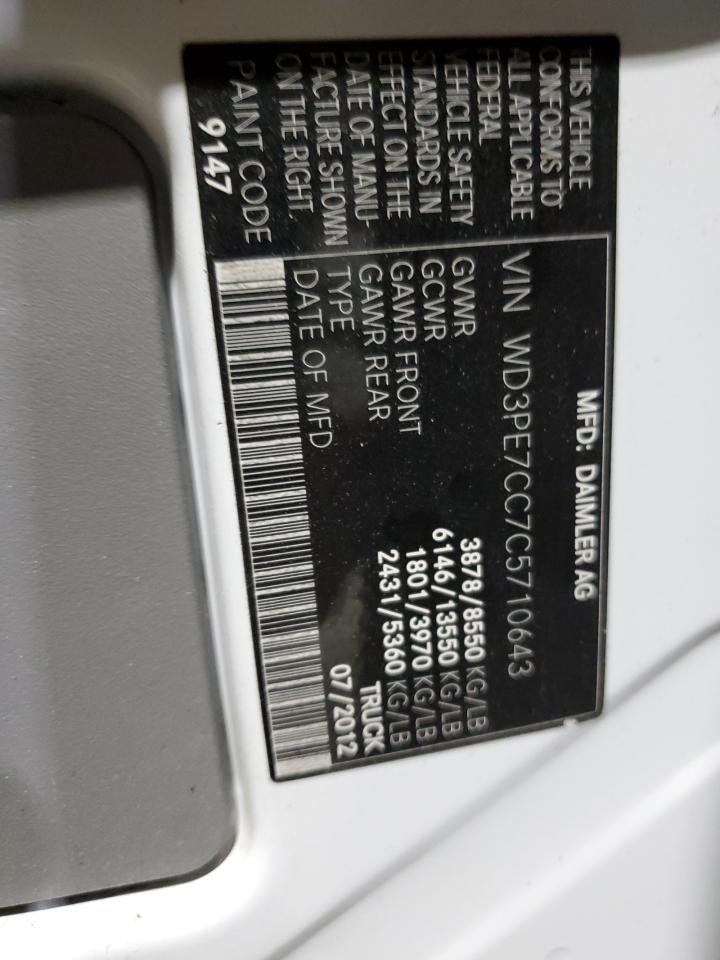 MFD: DAIMLER AG
VIN WD3PE7CC7C5710643
GVWR 3878/8550 KG/LB
GCWR 6146/13550 KG/LB
GAWR FRONT 1801/3970 KG/LB
GAWR REAR 2431/5360 KG/LB
TYPE TRUCK
DATE OF MFD 07/2012
THIS VEHICLE
CONFORMS TO
ALL APPLICABLE
FEDERAL
VEHICLE SAFETY
STANDARDS IN
EFFECT ON THE
DATE OF MANU-
FACTURE SHOWN
ON THE RIGHT
PAINT CODE
9147